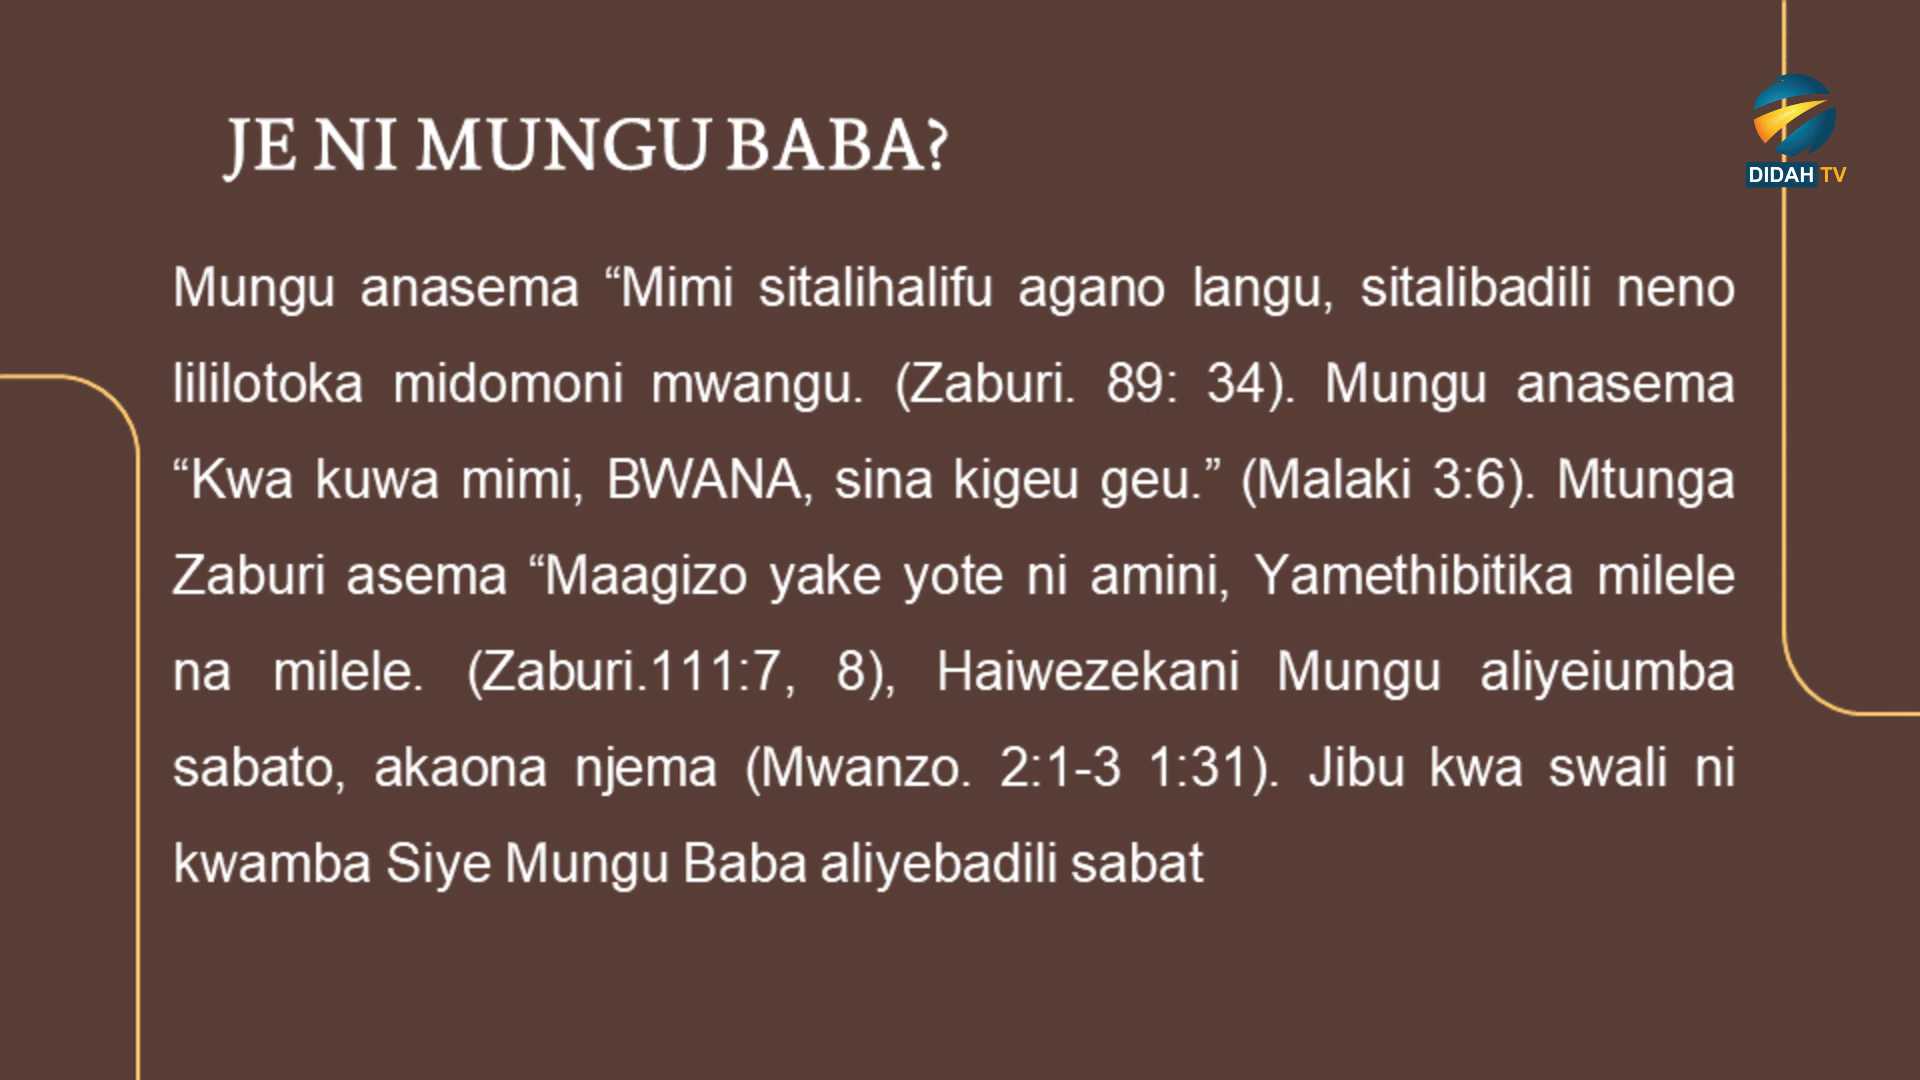 JE NI MUNGU BABA?
DIDAH TV
Mungu anasema “Mimi sitalihalifu agano langu, sitalibadili neno
lililotoka midomoni mwangu. (Zaburi. 89: 34). Mungu anasema
“Kwa kuwa mimi, BWANA, sina kigeu geu.” (Malaki 3:6). Mtunga
Zaburi asema “Maagizo yake yote ni amini, Yamethibitika milele
na milele. (Zaburi.111:7, 8), Haiwezekani Mungu aliyeiumba
sabato, akaona njema (Mwanzo. 2:1-3 1:31). Jibu kwa swali ni
kwamba Siye Mungu Baba aliyebadili sabat